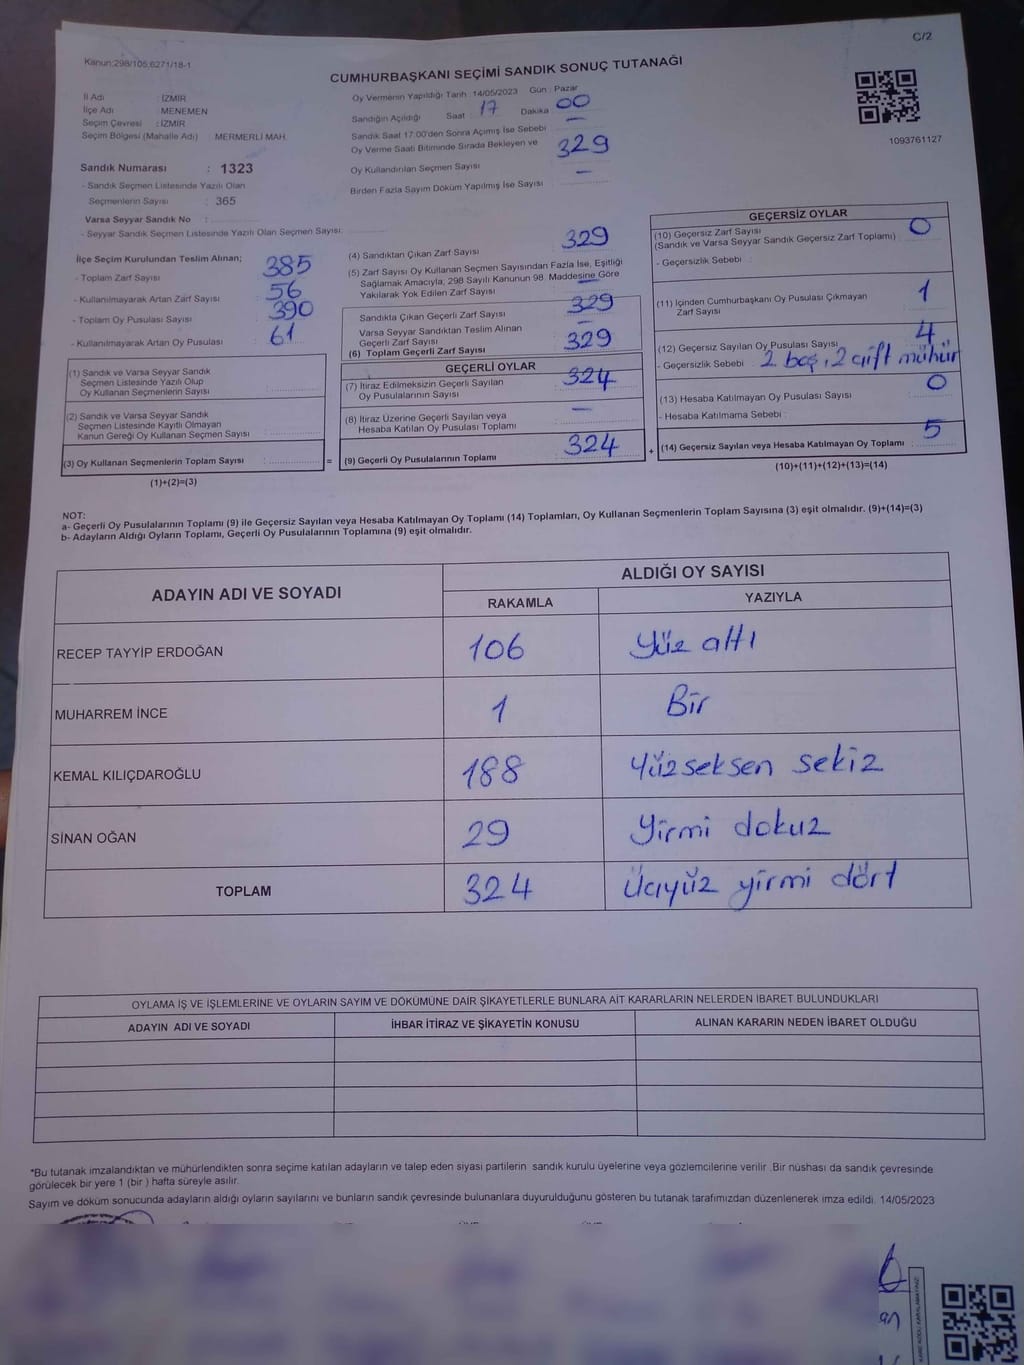 C/2
Kanun:298/105,6271/18-1
CUMHURBAŞKANI SEÇİMİ SANDIK SONUÇ TUTANAĞI
İl Adı : İZMİR
İlçe Adı : MENEMEN
Seçim Çevresi : İZMİR
Seçim Bölgesi (Mahalle Adı) MERMERLİ MAH.
Sandık Numarası : 1323
- Sandık Seçmen Listesinde Yazılı Olan
Seçmenlerin Sayısı : 365
Varsa Seyyar Sandık No :
- Seyyar Sandık Seçmen Listesinde Yazılı Olan Seçmen Sayısı:
Oy Vermenin Yapıldığı Tarih : 14/05/2023 Gün : Pazar
Sandığın Açıldığı Saat : 17 Dakika : 00
Sandık Saat 17:00'den Sonra Açımış İse Sebebi : —
Oy Verme Saati Bitiminde Sırada Bekleyen ve
Oy Kullandırılan Seçmen Sayısı 329
Birden Fazla Sayım Döküm Yapılmış İse Sayısı : —
1093761127
İlçe Seçim Kurulundan Teslim Alınan;
- Toplam Zarf Sayısı : 385
- Kullanılmayarak Artan Zarf Sayısı : 56
- Toplam Oy Pusulası Sayısı : 390
- Kullanılmayarak Artan Oy Pusulası : 61
(1) Sandık ve Varsa Seyyar Sandık
Seçmen Listesinde Yazılı Olup
Oy Kullanan Seçmenlerin Sayısı :
(2) Sandık ve Varsa Seyyar Sandık
Seçmen Listesinde Kayıtlı Olmayan
Kanun Gereği Oy Kullanan Seçmen Sayısı :
(3) Oy Kullanan Seçmenlerin Toplam Sayısı : =
(1)+(2)=(3)
(4) Sandıktan Çıkan Zarf Sayısı 329
(5) Zarf Sayısı Oy Kullanan Seçmen Sayısından Fazla İse, Eşitliği
Sağlamak Amacıyla, 298 Sayılı Kanunun 98. Maddesine Göre
Yakılarak Yok Edilen Zarf Sayısı : —
Sandıkta Çıkan Geçerli Zarf Sayısı : 329
Varsa Seyyar Sandıktan Teslim Alınan
Geçerli Zarf Sayısı : —
(6) Toplam Geçerli Zarf Sayısı : 329
GEÇERLİ OYLAR
(7) İtiraz Edilmeksizin Geçerli Sayılan
Oy Pusulasının Sayısı : 324
(8) İtiraz Üzerine Geçerli Sayılan veya
Hesaba Katılan Oy Pusulası Toplamı : —
(9) Geçerli Oy Pusulalarının Toplamı : 324 +
GEÇERSİZ OYLAR
(10) Geçersiz Zarf Sayısı
(Sandık ve Varsa Seyyar Sandık Geçersiz Zarf Toplamı) : 0
- Geçersizlik Sebebi :
(11) İçinden Cumhurbaşkanı Oy Pusulası Çıkmayan
Zarf Sayısı : 1
(12) Geçersiz Sayılan Oy Pusulası Sayısı : 4
- Geçersizlik Sebebi : 2 boş, 2 çift mühür
(13) Hesaba Katılmayan Oy Pusulası Sayısı : 0
- Hesaba Katılmama Sebebi :
(14) Geçersiz Sayılan veya Hesaba Katılmayan Oy Toplamı : 5
(10)+(11)+(12)+(13)=(14)
NOT:
a- Geçerli Oy Pusulalarının Toplamı (9) ile Geçersiz Sayılan veya Hesaba Katılmayan Oy Toplamı (14) Toplamları, Oy Kullanan Seçmenlerin Toplam Sayısına (3) eşit olmalıdır. (9)+(14)=(3)
b- Adayların Aldığı Oyların Toplamı, Geçerli Oy Pusulalarının Toplamına (9) eşit olmalıdır.
ADAYIN ADI VE SOYADI ALDIĞI OY SAYISI
RAKAMLA YAZIYLA
RECEP TAYYİP ERDOĞAN 106 Yüz altı
MUHARREM İNCE 1 Bir
KEMAL KILIÇDAROĞLU 188 Yüzseksen sekiz
SİNAN OĞAN 29 Yirmi dokuz
TOPLAM 324 Üçyüz yirmi dört
OYLAMA İŞ VE İŞLEMLERİNE VE OYLARIN SAYIM VE DÖKÜMÜNE DAİR ŞİKAYETLERLE BUNLARA AİT KARARLARIN NELERDEN İBARET BULUNDUKLARI
ADAYIN ADI VE SOYADI İHBAR İTİRAZ VE ŞİKAYETİN KONUSU ALINAN KARARIN NEDEN İBARET OLDUĞU
*Bu tutanak imzalandıktan ve mühürlendikten sonra seçime katılan adayların ve talep eden siyasi partilerin sandık kurulu üyelerine veya gözlemcilerine verilir. Bir nüshası da sandık çevresinde
görülecek bir yere 1 (bir ) hafta süreyle asılır.
Sayım ve döküm sonucunda adayların aldığı oyların sayılarını ve bunların sandık çevresinde bulunanlara duyurulduğunu gösteren bu tutanak tarafımızdan düzenlenerek imza edildi. 14/05/2023